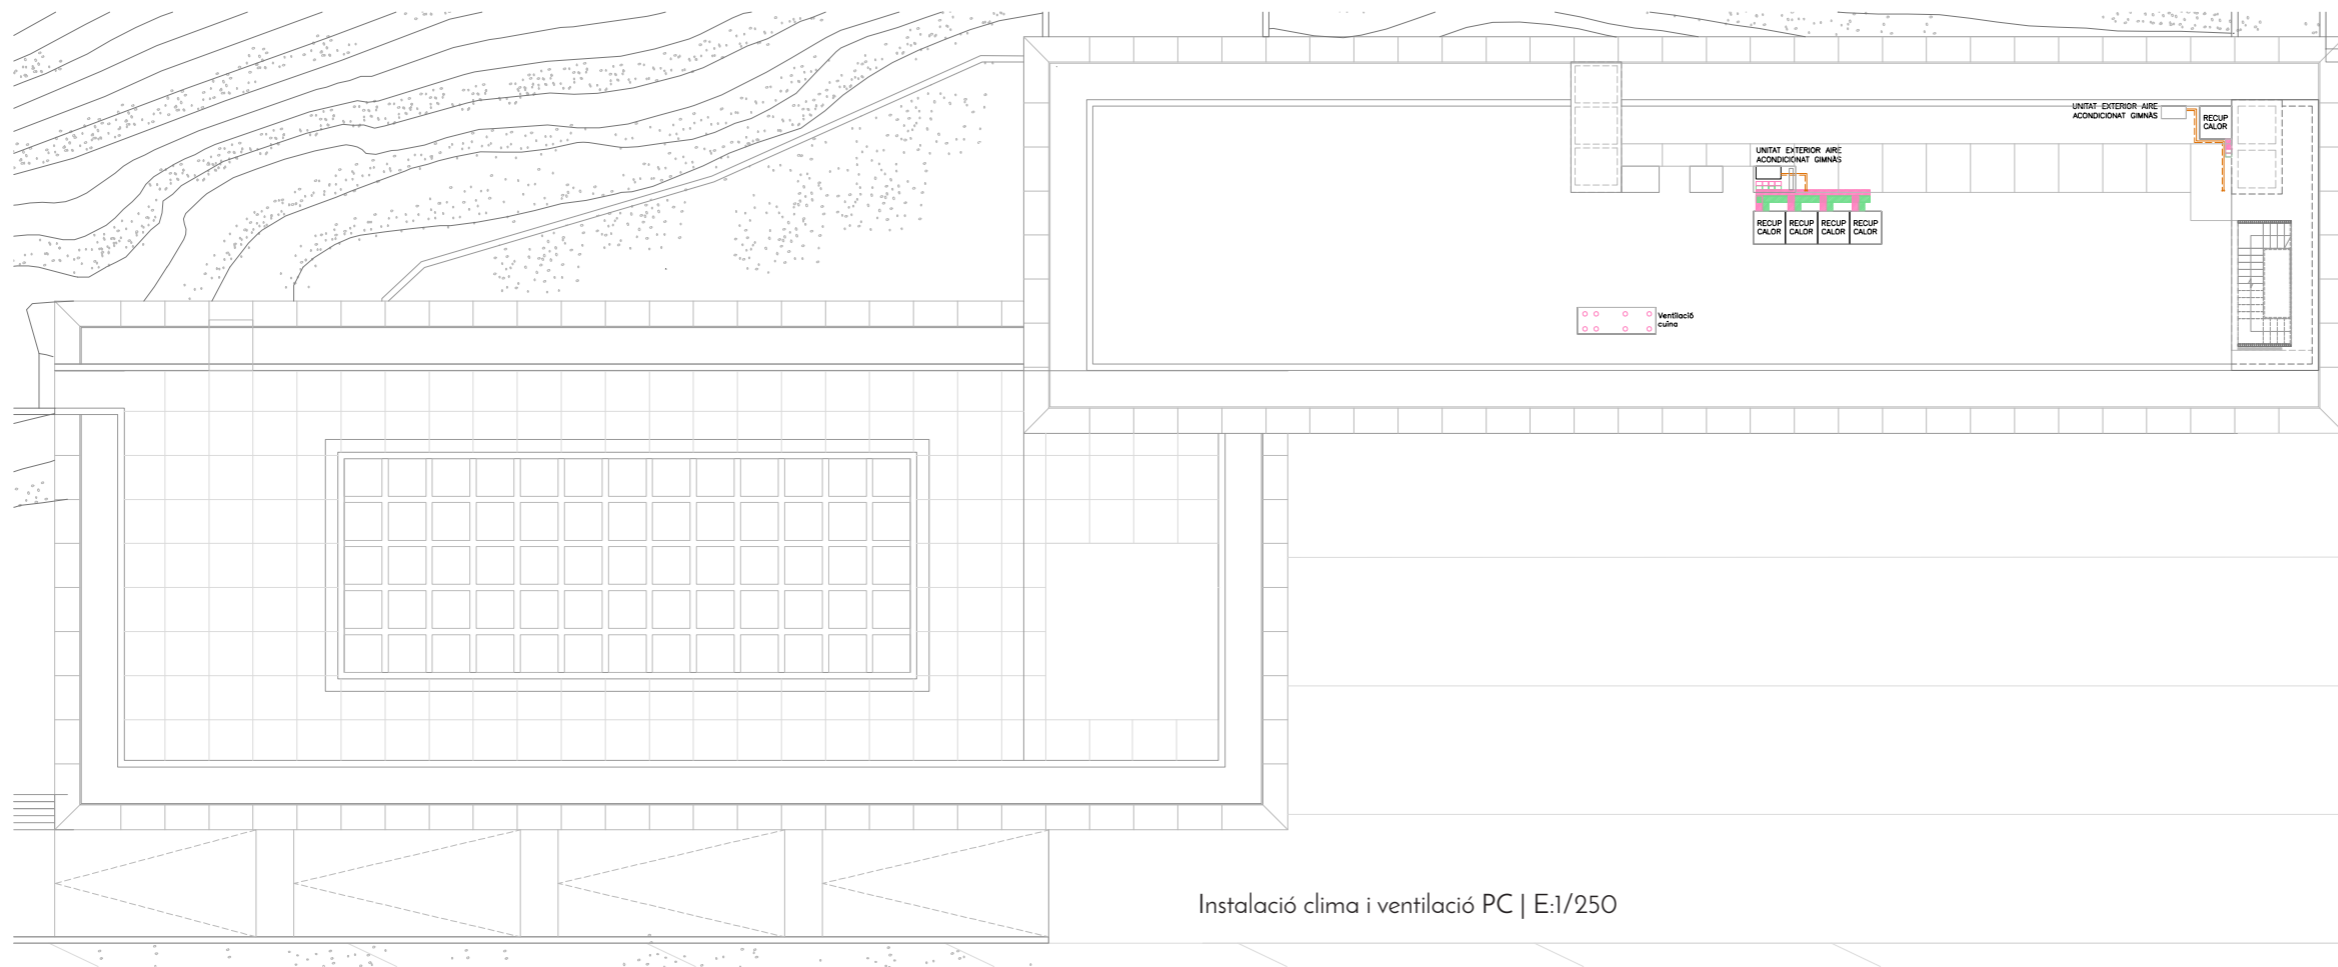 UNITAT EXTERIOR AIRE
ACONDICIONAT GIMNÀS
RECUP
CALOR
UNITAT EXTERIOR AIRE
ACONDICIONAT GIMNÀS
RECUP
CALOR
RECUP
CALOR
RECUP
CALOR
RECUP
CALOR
Ventilació
cuina
Instalació clima i ventilació PC | E:1/250